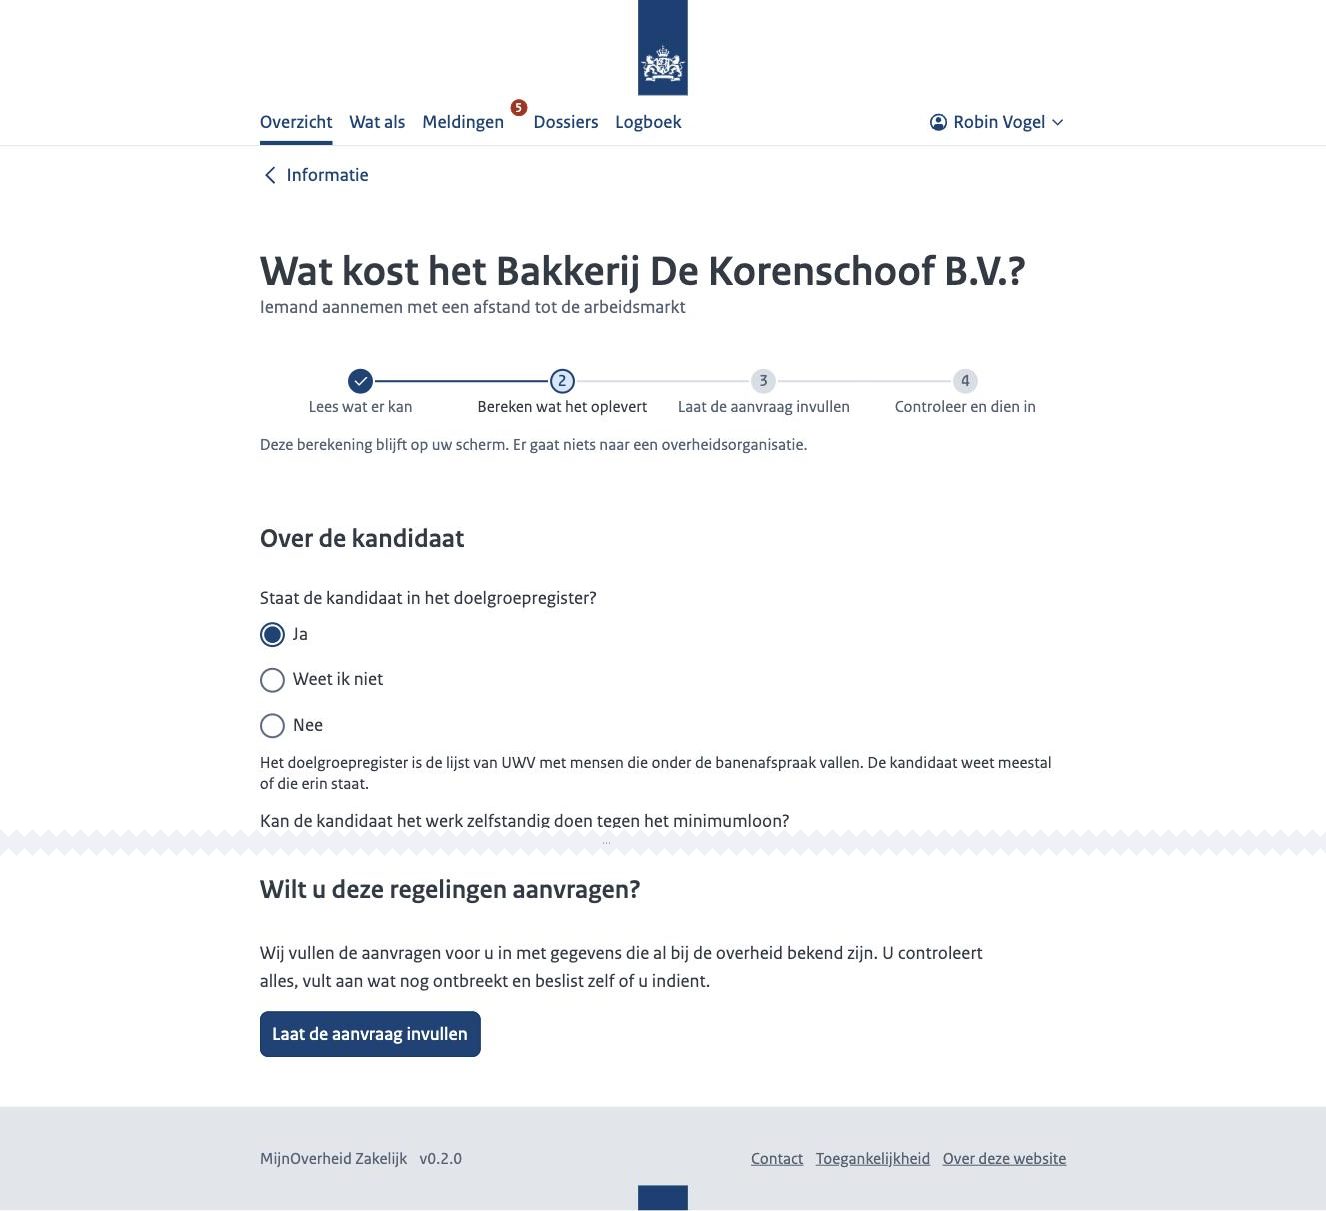 Overzicht Wat als Meldingen 5 Dossiers Logboek Robin Vogel
Informatie
Wat kost het Bakkerij De Korenschoof B.V.?
Iemand aannemen met een afstand tot de arbeidsmarkt
2 3 4
Lees wat er kan Bereken wat het oplevert Laat de aanvraag invullen Controleer en dien in
Deze berekening blijft op uw scherm. Er gaat niets naar een overheidsorganisatie.
Over de kandidaat
Staat de kandidaat in het doelgroepregister?
Ja
Weet ik niet
Nee
Het doelgroepregister is de lijst van UWV met mensen die onder de banenafspraak vallen. De kandidaat weet meestal
of die erin staat.
Kan de kandidaat het werk zelfstandig doen tegen het minimumloon?
...
Wilt u deze regelingen aanvragen?
Wij vullen de aanvragen voor u in met gegevens die al bij de overheid bekend zijn. U controleert
alles, vult aan wat nog ontbreekt en beslist zelf of u indient.
Laat de aanvraag invullen
MijnOverheid Zakelijk v0.2.0 Contact Toegankelijkheid Over deze website